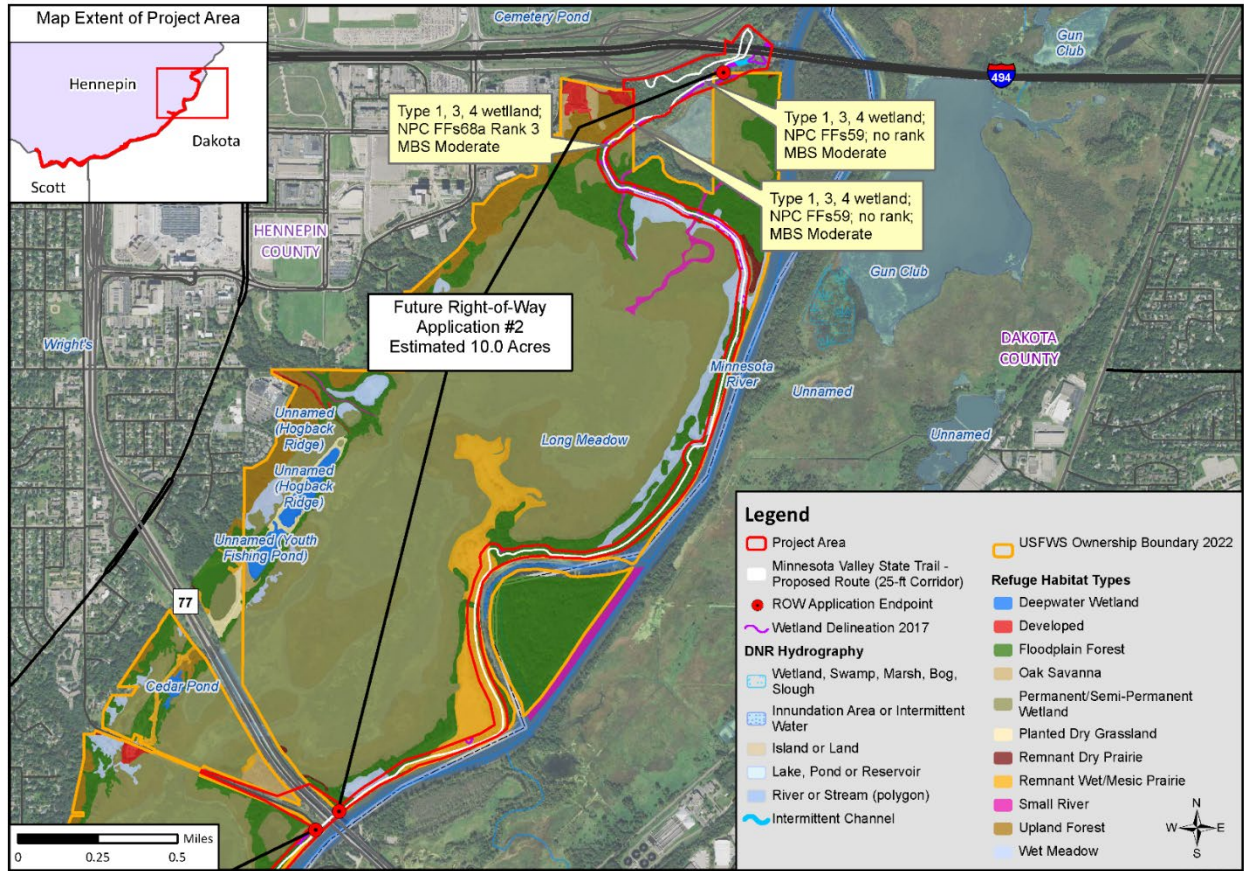 Map Extent of Project Area
Hennepin
Dakota
Scott
Cemetery Pond
Gun
Club
494
Type 1, 3, 4 wetlland;
NPC FFs68a Rank 3
MBS Moderate
Type 1, 3, 4 wetland;
NPC FFs59; no rank
MBS Moderate
Type 1, 3, 4 wetland;
NPC FFs59; no rank;
MBS Moderate
HENNEPIN
COUNTY
Gun Club
Future Right-of-Way
Application #2
Estimated 10.0 Acres
Wright's
DAKOTA
COUNTY
Minnesota
River
Unnamed
Unnamed
(Hogback
Ridge)
Long Meadow
Unnamed
Unnamed
(Hogback
Ridge)
Unnamed (Youth
Fishing Pond)
77
Cedar Pond
0
0.25
0.5
Miles
Legend
Project Area
Minnesota Valley State Trail -
Proposed Route (25-ft Corridor)
ROW Application Endpoint
Wetland Delineation 2017
DNR Hydrography
Wetland, Swamp, Marsh, Bog,
Slough
Innundation Area or Intermittent
Water
Island or Land
Lake, Pond or Reservoir
River or Stream (polygon)
Intermittent Channel
USFWS Ownership Boundary 2022
Refuge Habitat Types
Deepwater Wetland
Developed
Floodplain Forest
Oak Savanna
Permanent/Semi-Permanent
Wetland
Planted Dry Grassland
Remnant Dry Prairie
Remnant Wet/Mesic Prairie
Small River
Upland Forest
Wet Meadow
N
W
E
S